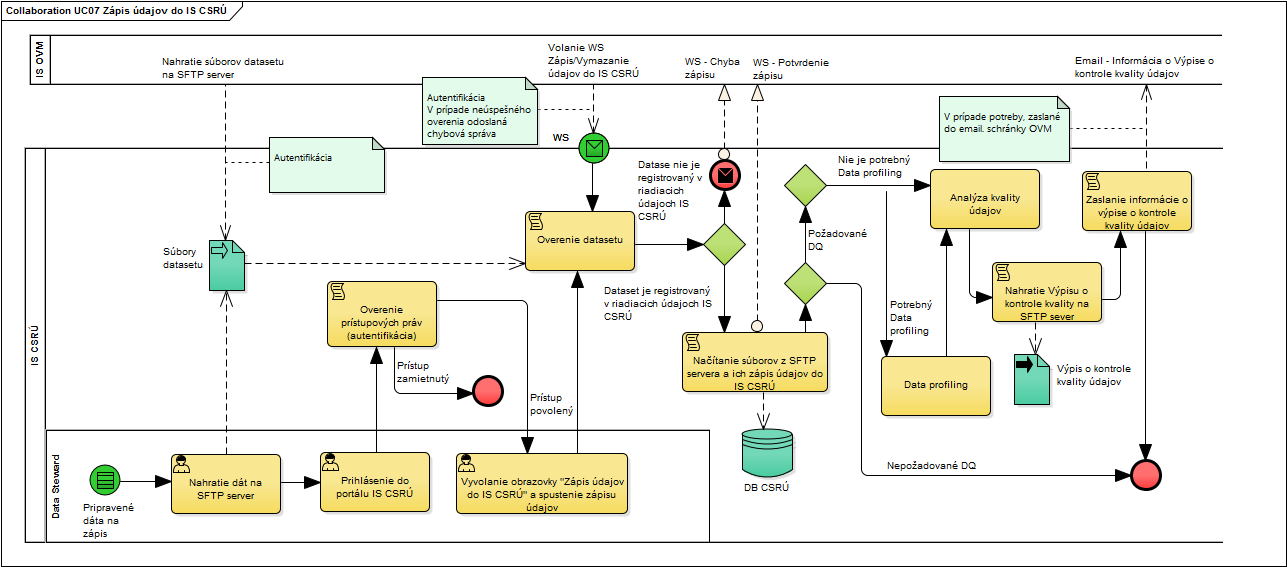 Collaboration UC07 Zápis údajov do IS CSRÚ
IS OVM
Nahratie súborov datasetu
na SFTP server
Volanie WS
Zápis/Vymazanie
údajov do IS CSRÚ
WS - Chyba
zápisu
WS - Potvrdenie
zápisu
Email - Informácia o Výpise o
kontrole kvality údajov
Autentifikácia
V prípade neúspešného
overenia odoslaná
chybová správa
V prípade potreby, zaslané
do email. schránky OVM
WS
Autentifikácia
IS CSRÚ
Datase nie je
registrovaný v
riadiacich
údajoch IS
CSRÚ
Nie je potrebný
Data profiling
Analýza kvality
údajov
Zaslanie informácie o
výpise o kontrole
kvality údajov
Overenie datasetu
Požadované
DQ
Súbory
datasetu
Dataset je registrovaný
v riadiacich údajoch IS
CSRÚ
Nahratie Výpisu o
kontrole kvality na
SFTP sever
Overenie
prístupových práv
(autentifikácia)
Potrebný
Data
profiling
Načítanie súborov z SFTP
servera a ich zápis údajov do
IS CSRÚ
Prístup
zamietnutý
Výpis o kontrole
kvality údajov
Data profiling
Prístup
povolený
Data Steward
Nepožadované DQ
DB CSRÚ
Nahratie dát na
SFTP server
Prihlásenie do
portálu IS CSRÚ
Vyvolanie obrazovky "Zápis údajov
do IS CSRÚ" a spustenie zápisu
údajov
Pripravené
dáta na
zápis